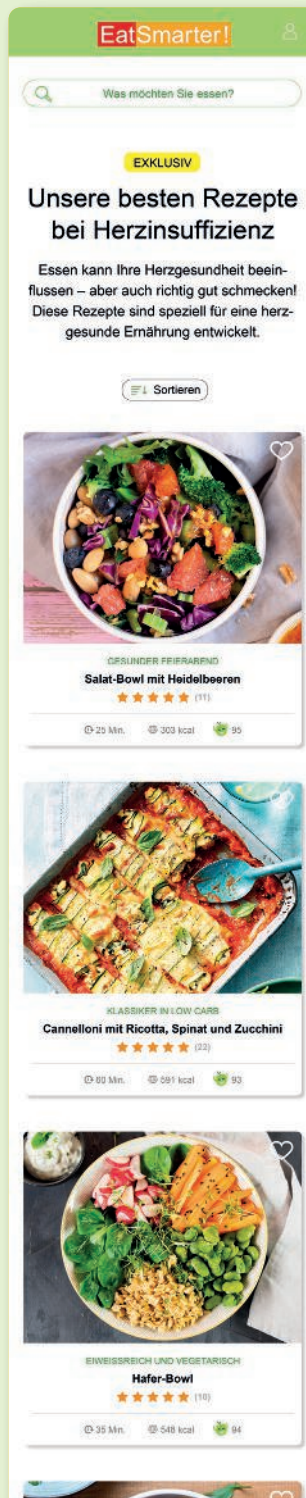 EatSmarter!
Was möchten Sie essen?
EXKLUSIV
Unsere besten Rezepte
bei Herzinsuffizienz
Essen kann Ihre Herzgesundheit beein-
flussen – aber auch richtig gut schmecken!
Diese Rezepte sind speziell für eine herz-
gesunde Ernährung entwickelt.
Sortieren
GESUNDER FEIERABEND
Salat-Bowl mit Heidelbeeren
(11)
25 Min. 303 kcal 95
KLASSIKER IN LOW CARB
Cannelloni mit Ricotta, Spinat und Zucchini
(22)
80 Min. 591 kcal 93
EIWEISSREICH UND VEGETARISCH
Hafer-Bowl
(16)
35 Min. 548 kcal 94